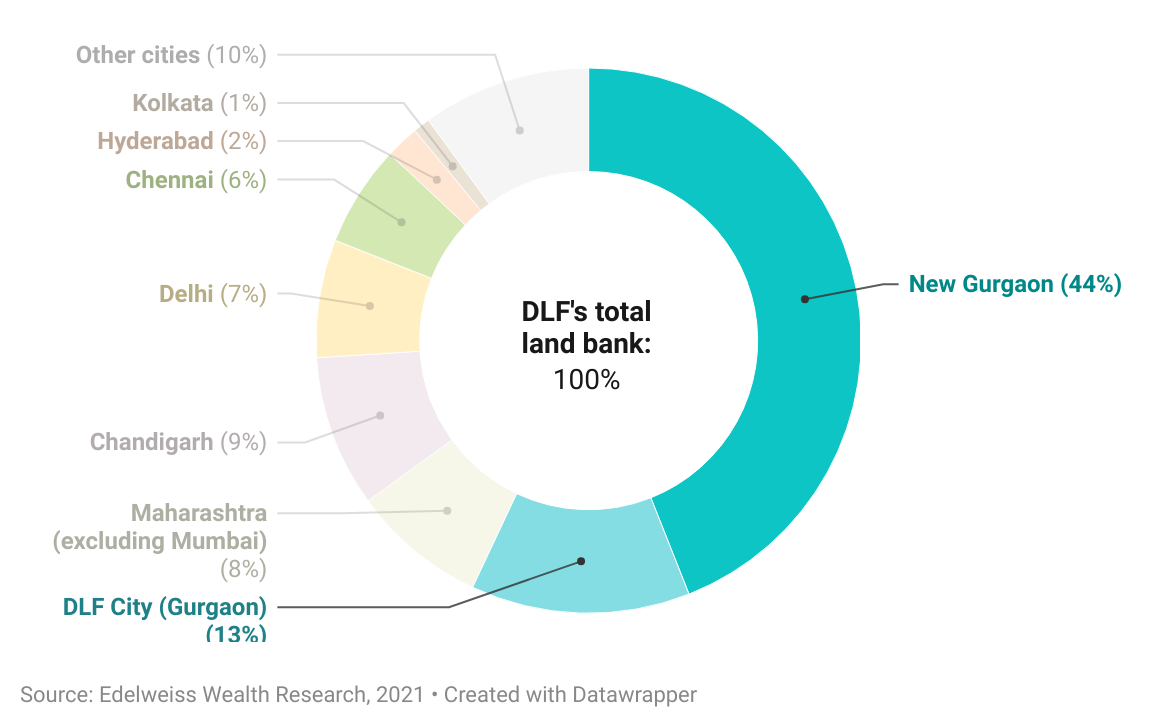 Other cities (10%)
Kolkata (1%)
Hyderabad (2%)
Chennai (6%)
Delhi (7%)
Chandigarh (9%)
Maharashtra
(excluding Mumbai)
(8%)
DLF City (Gurgaon)
(13%)
New Gurgaon (44%)
DLF's total
land bank:
100%
Source: Edelweiss Wealth Research, 2021 • Created with Datawrapper